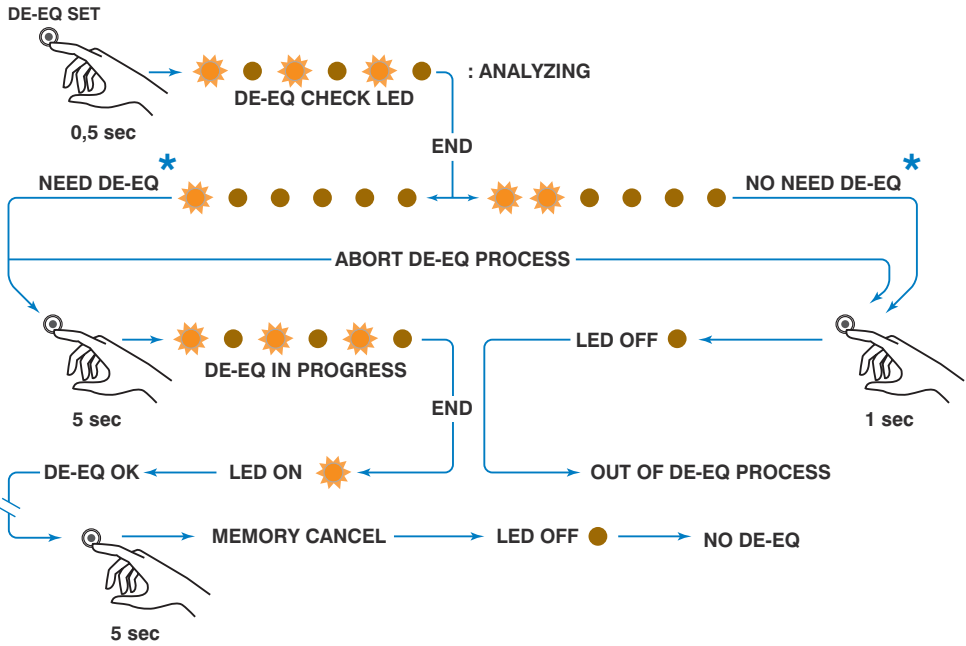 DE-EQ SET
: ANALYZING
DE-EQ CHECK LED
0,5 sec
END
NEED DE-EQ*
NO NEED DE-EQ*
ABORT DE-EQ PROCESS
LED OFF
DE-EQ IN PROGRESS
5 sec
END
1 sec
DE-EQ OK
LED ON
OUT OF DE-EQ PROCESS
MEMORY CANCEL
LED OFF
NO DE-EQ
5 sec